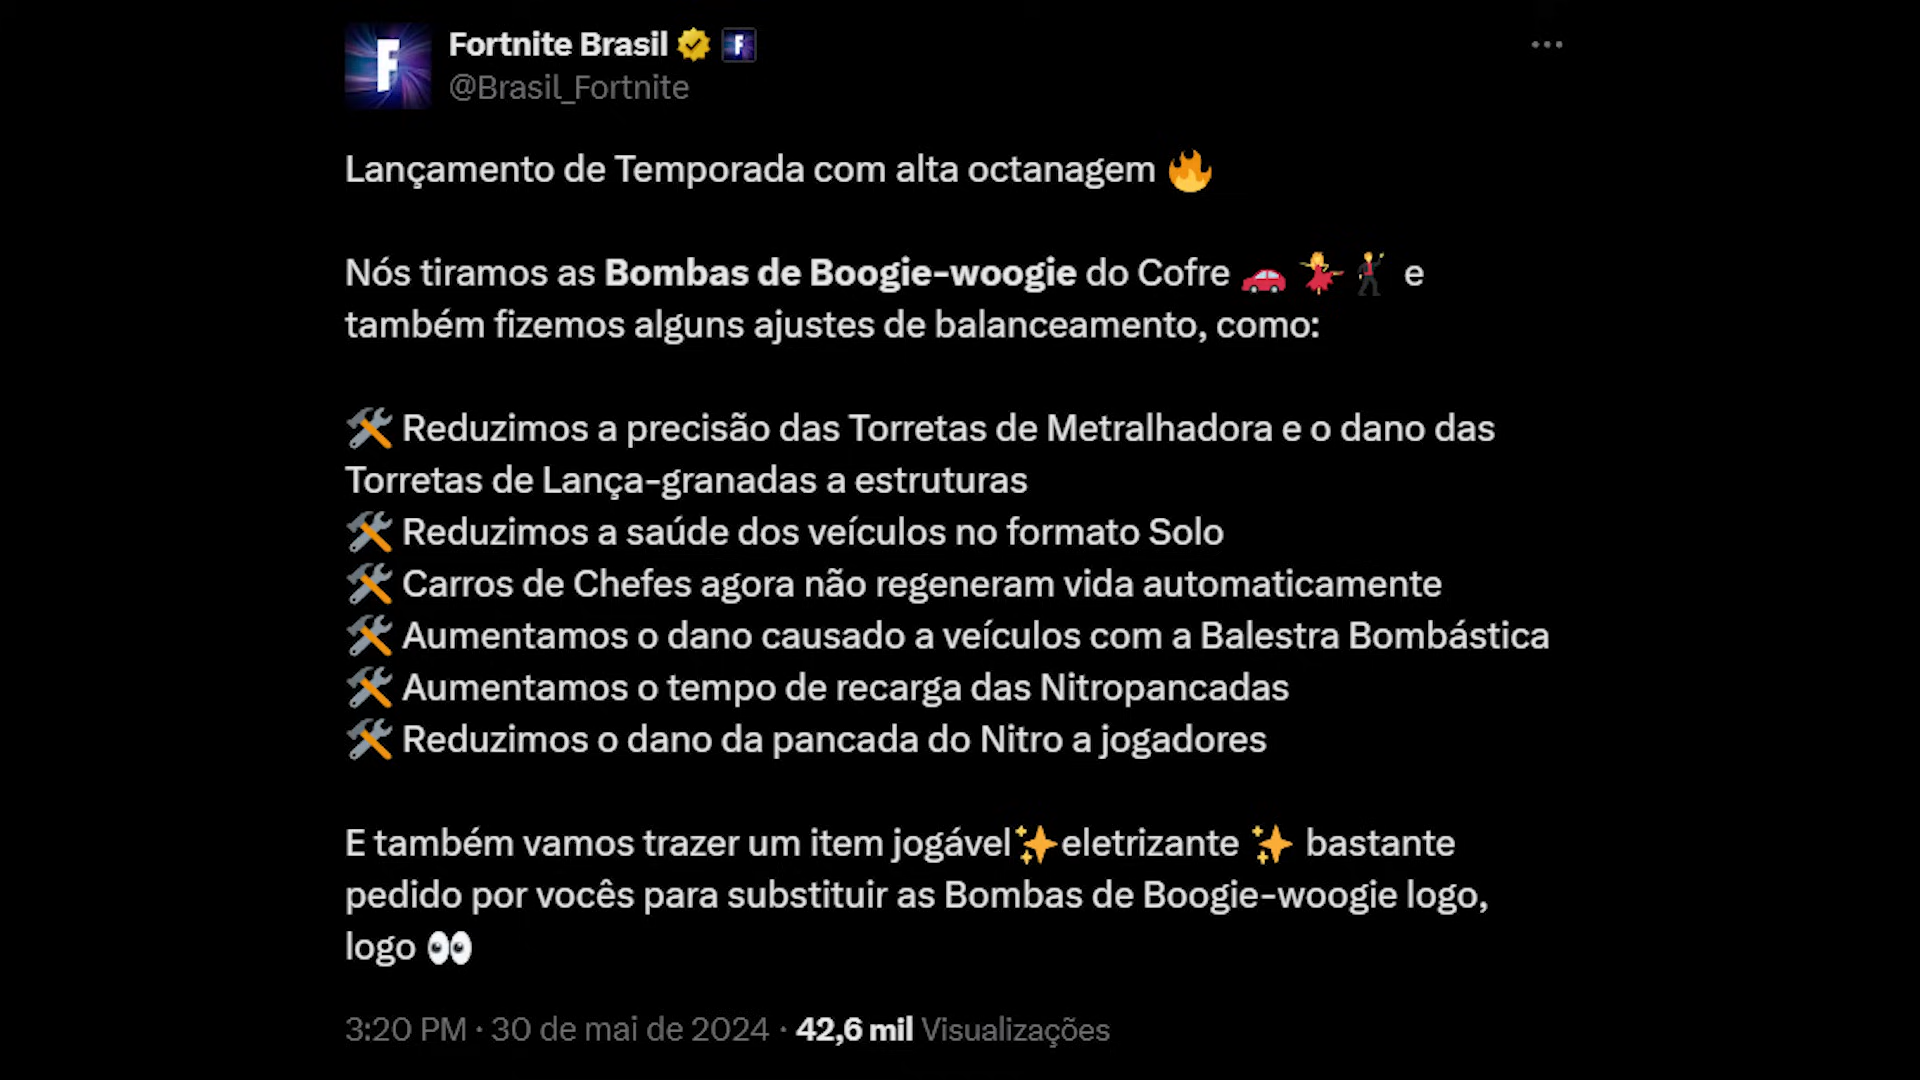 Fortnite Brasil
@Brasil_Fortnite
Lançamento de Temporada com alta octanagem 🔥
Nós tiramos as Bombas de Boogie-woogie do Cofre 🚗 💃 🕺 e
também fizemos alguns ajustes de balanceamento, como:
🛠️ Reduzimos a precisão das Torretas de Metralhadora e o dano das
Torretas de Lança-granadas a estruturas
🛠️ Reduzimos a saúde dos veículos no formato Solo
🛠️ Carros de Chefes agora não regeneram vida automaticamente
🛠️ Aumentamos o dano causado a veículos com a Balestra Bombástica
🛠️ Aumentamos o tempo de recarga das Nitropancadas
🛠️ Reduzimos o dano da pancada do Nitro a jogadores
E também vamos trazer um item jogável✨eletrizante ✨ bastante
pedido por vocês para substituir as Bombas de Boogie-woogie logo,
logo 👀
3:20 PM · 30 de mai de 2024 · 42,6 mil Visualizações